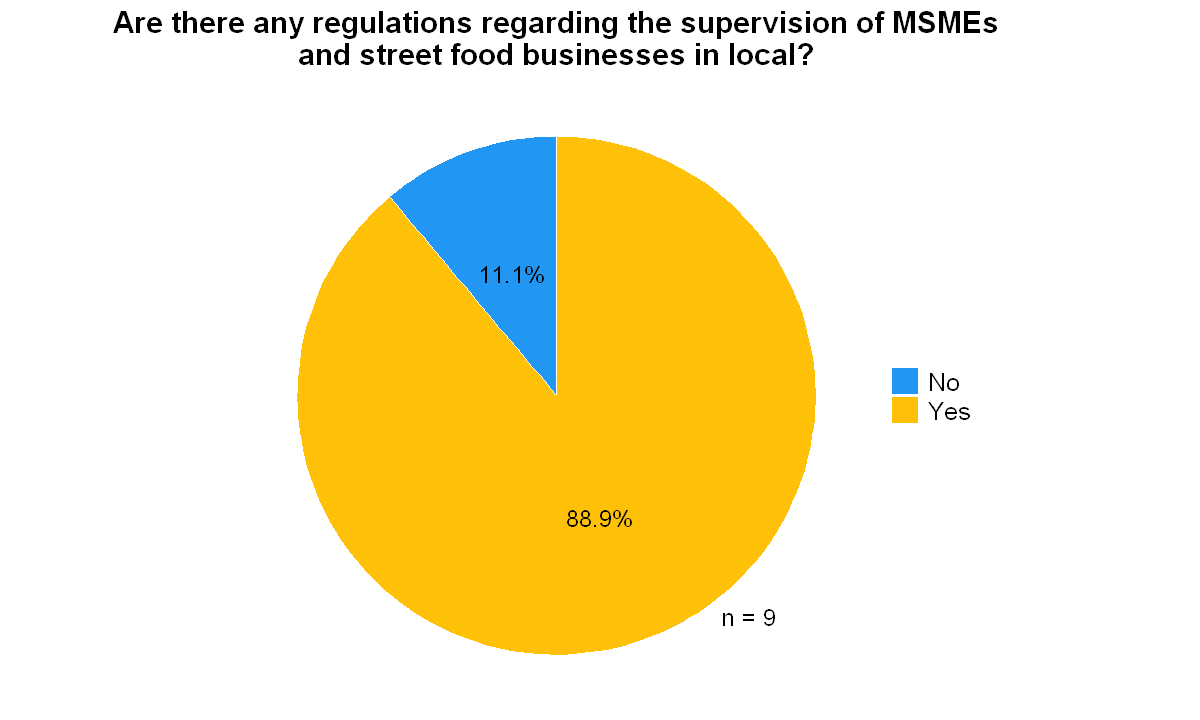 Are there any regulations regarding the supervision of MSMEs
and street food businesses in local?
11.1%
No
Yes
88.9%
n = 9